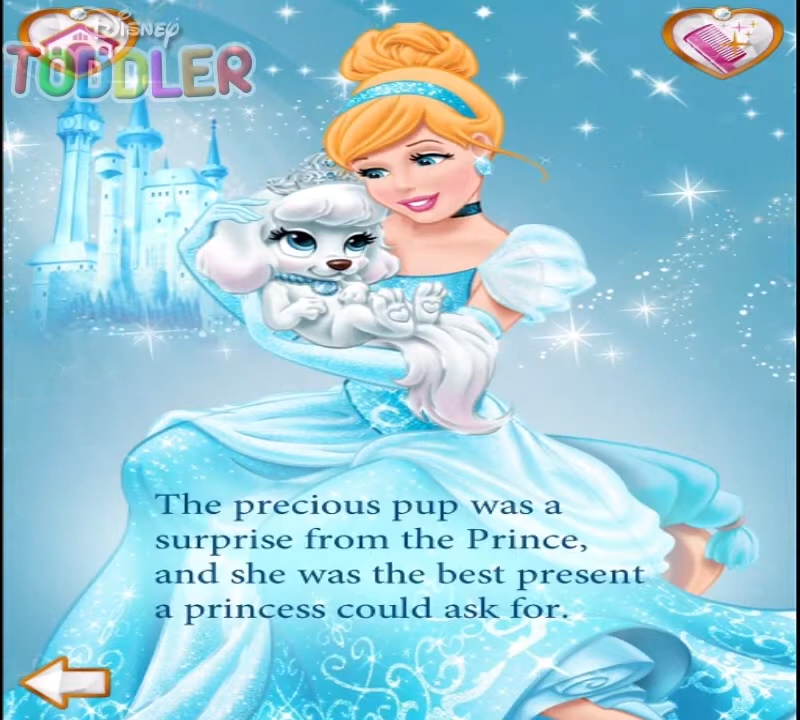 DISNEY
TODDLER
The precious pup was a
surprise from the Prince,
and she was the best present
a princess could ask for.